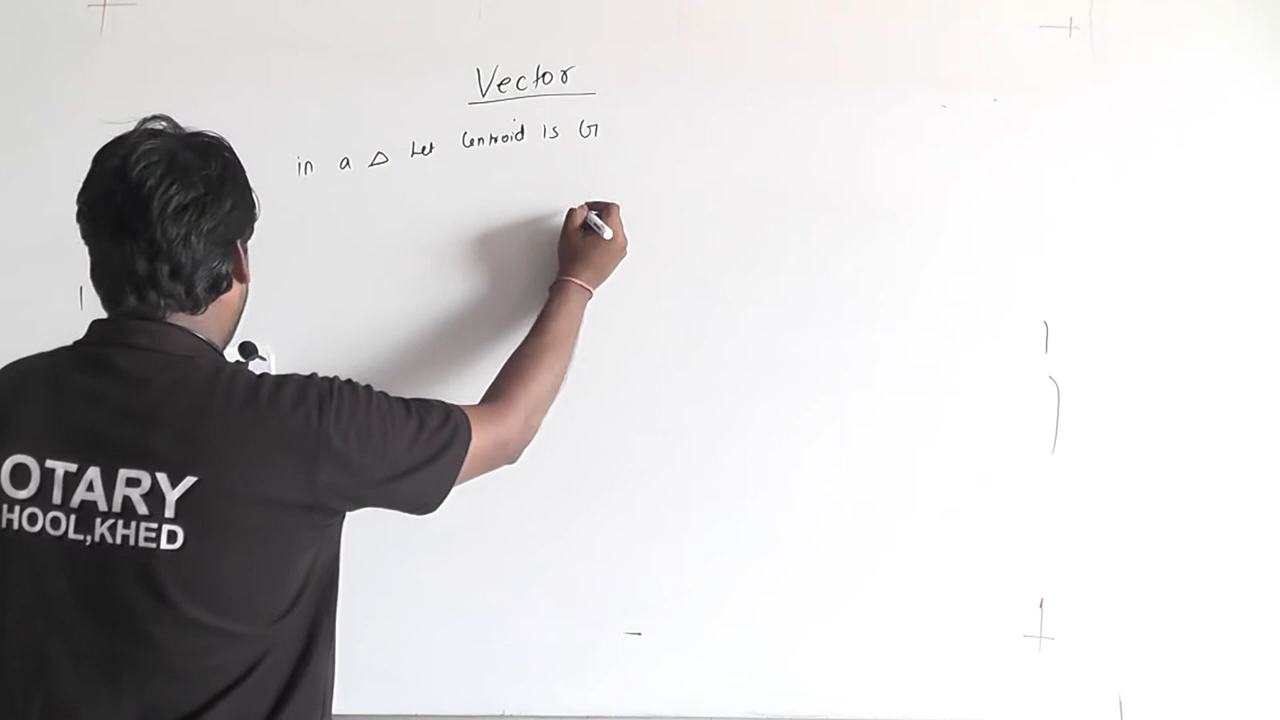 Vector
in a △ Let Centroid is G
OTARY
HOOL,KHED